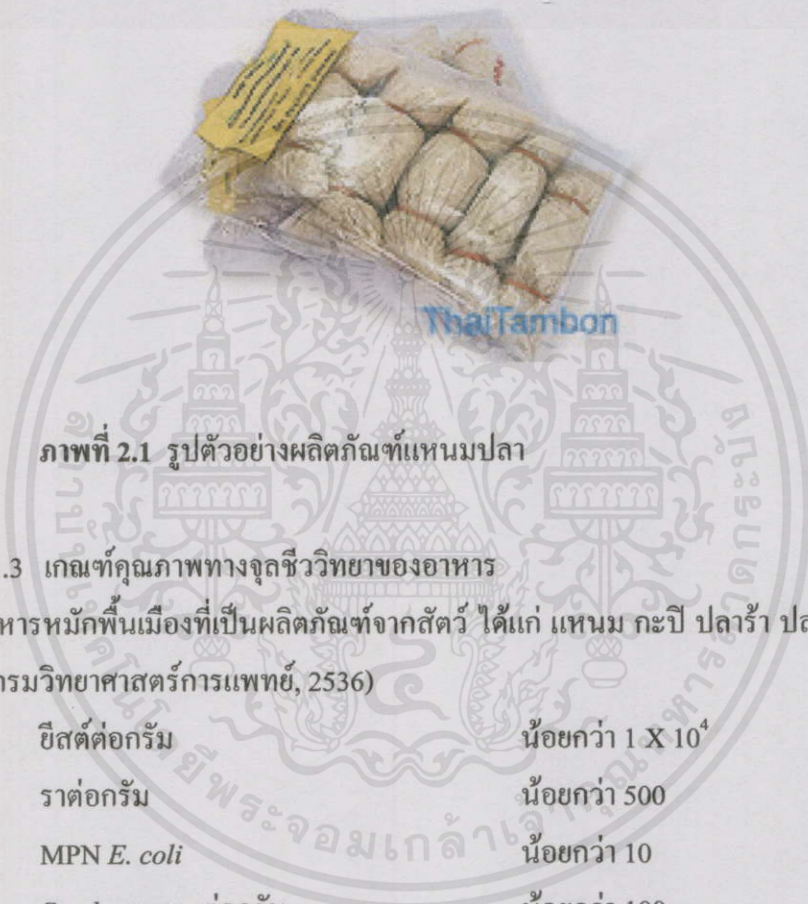 ThaiTambon
ภาพที่ 2.1 รูปตัวอย่างผลิตภัณฑ์แหนมปลา
.3 เกณฑ์คุณภาพทางจุลชีววิทยาของอาหาร
หารหมักพื้นเมืองที่เป็นผลิตภัณฑ์จากสัตว์ ได้แก่ แหนม กะปิ ปลาร้า
กรมวิทยาศาสตร์การแพทย์, 2536)
ยีสต์ต่อกรัม น้อยกว่า 1 X 10⁴
ราต่อกรัม น้อยกว่า 500
MPN E. coli น้อยกว่า 10